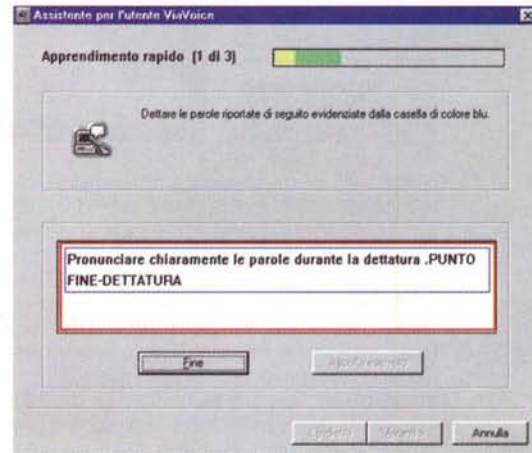 Assistente per l'utente ViaVoice
Apprendimento rapido (1 di 3)
Dettare le parole riportate di seguito evidenziate dalla casella di colore blu.
Pronunciare chiaramente le parole durante la dettatura .PUNTO
FINE-DETTATURA
Fine
Annulla